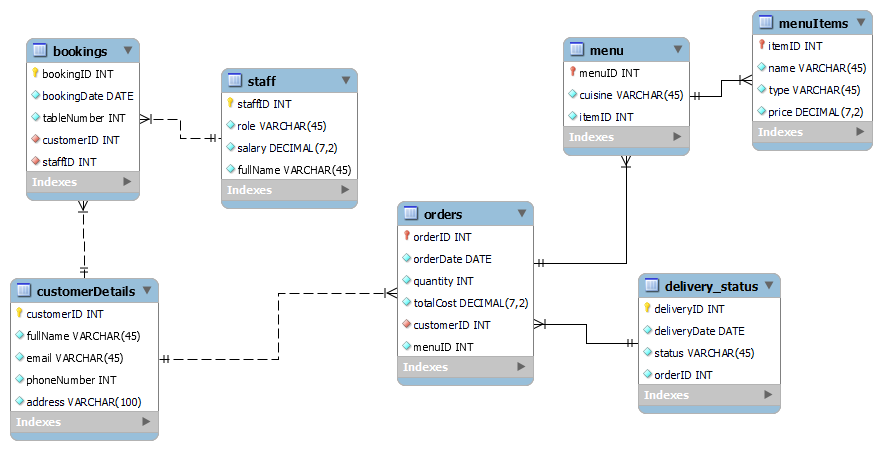 bookings
bookingID INT
bookingDate DATE
tableNumber INT
customerID INT
staffID INT
Indexes
staff
staffID INT
role VARCHAR(45)
salary DECIMAL(7,2)
fullName VARCHAR(45)
Indexes
customerDetails
customerID INT
fullName VARCHAR(45)
email VARCHAR(45)
phoneNumber INT
address VARCHAR(100)
Indexes
orders
orderID INT
orderDate DATE
quantity INT
totalCost DECIMAL(7,2)
customerID INT
menuID INT
Indexes
menu
menuID INT
cuisine VARCHAR(45)
itemID INT
Indexes
menuItems
itemID INT
name VARCHAR(45)
type VARCHAR(45)
price DECIMAL(7,2)
Indexes
delivery_status
deliveryID INT
deliveryDate DATE
status VARCHAR(45)
orderID INT
Indexes